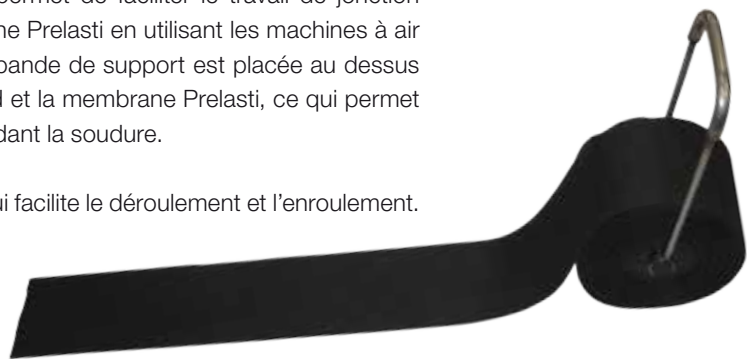 permet de faciliter le travail de jonction
ne Prelasti en utilisant les machines à air
bande de support est placée au dessus
et la membrane Prelasti, ce qui permet
dant la soudure.
ui facilite le déroulement et l'enroulement.